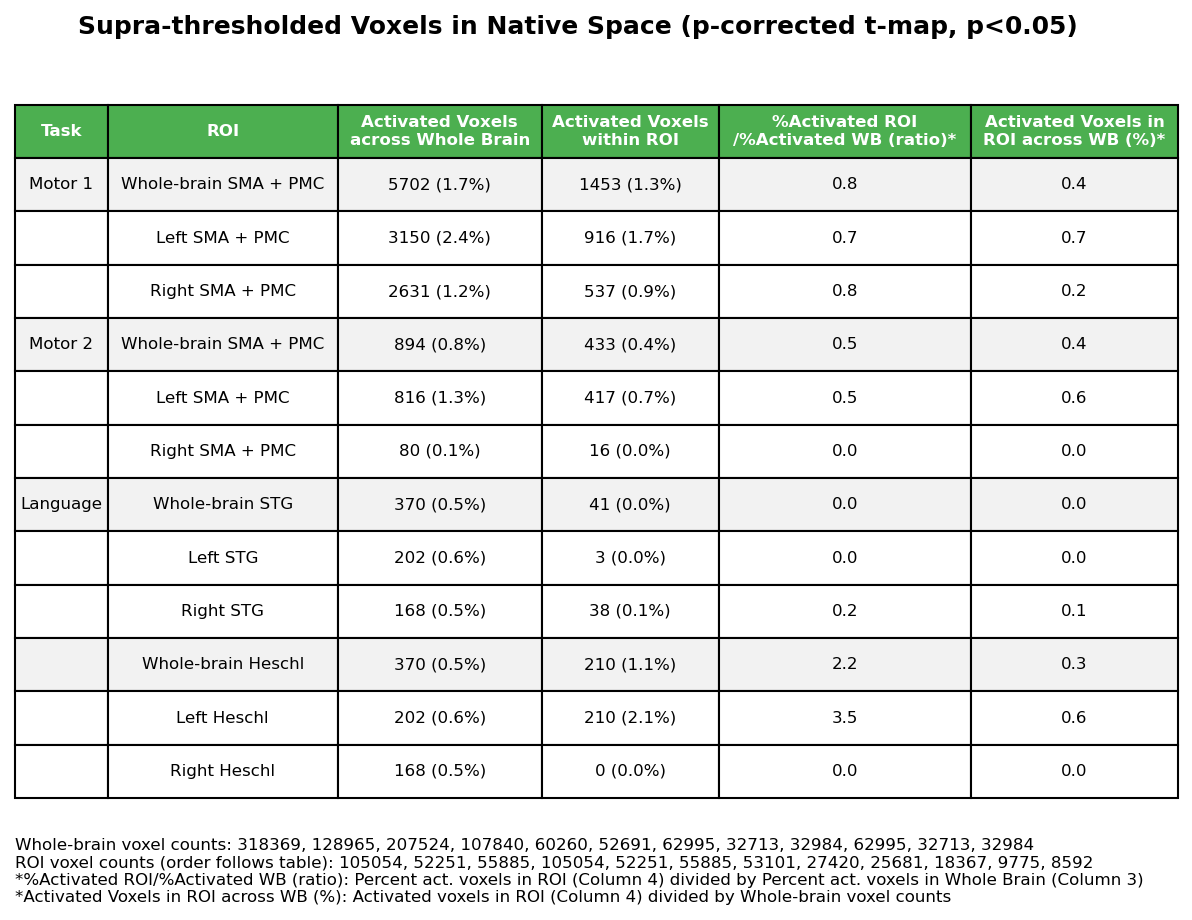 Supra-thresholded Voxels in Native Space (p-corrected t-map, p<0.05)
Task ROI Activated Voxels across Whole Brain Activated Voxels within ROI %Activated ROI /%Activated WB (ratio)* Activated Voxels in ROI across WB (%)*
Motor 1 Whole-brain SMA + PMC 5702 (1.7%) 1453 (1.3%) 0.8 0.4
Left SMA + PMC 3150 (2.4%) 916 (1.7%) 0.7 0.7
Right SMA + PMC 2631 (1.2%) 537 (0.9%) 0.8 0.2
Motor 2 Whole-brain SMA + PMC 894 (0.8%) 433 (0.4%) 0.5 0.4
Left SMA + PMC 816 (1.3%) 417 (0.7%) 0.5 0.6
Right SMA + PMC 80 (0.1%) 16 (0.0%) 0.0 0.0
Language Whole-brain STG 370 (0.5%) 41 (0.0%) 0.0 0.0
Left STG 202 (0.6%) 3 (0.0%) 0.0 0.0
Right STG 168 (0.5%) 38 (0.1%) 0.2 0.1
Whole-brain Heschl 370 (0.5%) 210 (1.1%) 2.2 0.3
Left Heschl 202 (0.6%) 210 (2.1%) 3.5 0.6
Right Heschl 168 (0.5%) 0 (0.0%) 0.0 0.0
Whole-brain voxel counts: 318369, 128965, 207524, 107840, 60260, 52691, 62995, 32713, 32984, 62995, 32713, 32984
ROI voxel counts (order follows table): 105054, 52251, 55885, 105054, 52251, 55885, 53101, 27420, 25681, 18367, 9775, 8592
*%Activated ROI/%Activated WB (ratio): Percent act. voxels in ROI (Column 4) divided by Percent act. voxels in Whole Brain (Column 3)
*Activated Voxels in ROI across WB (%): Activated voxels in ROI (Column 4) divided by Whole-brain voxel counts